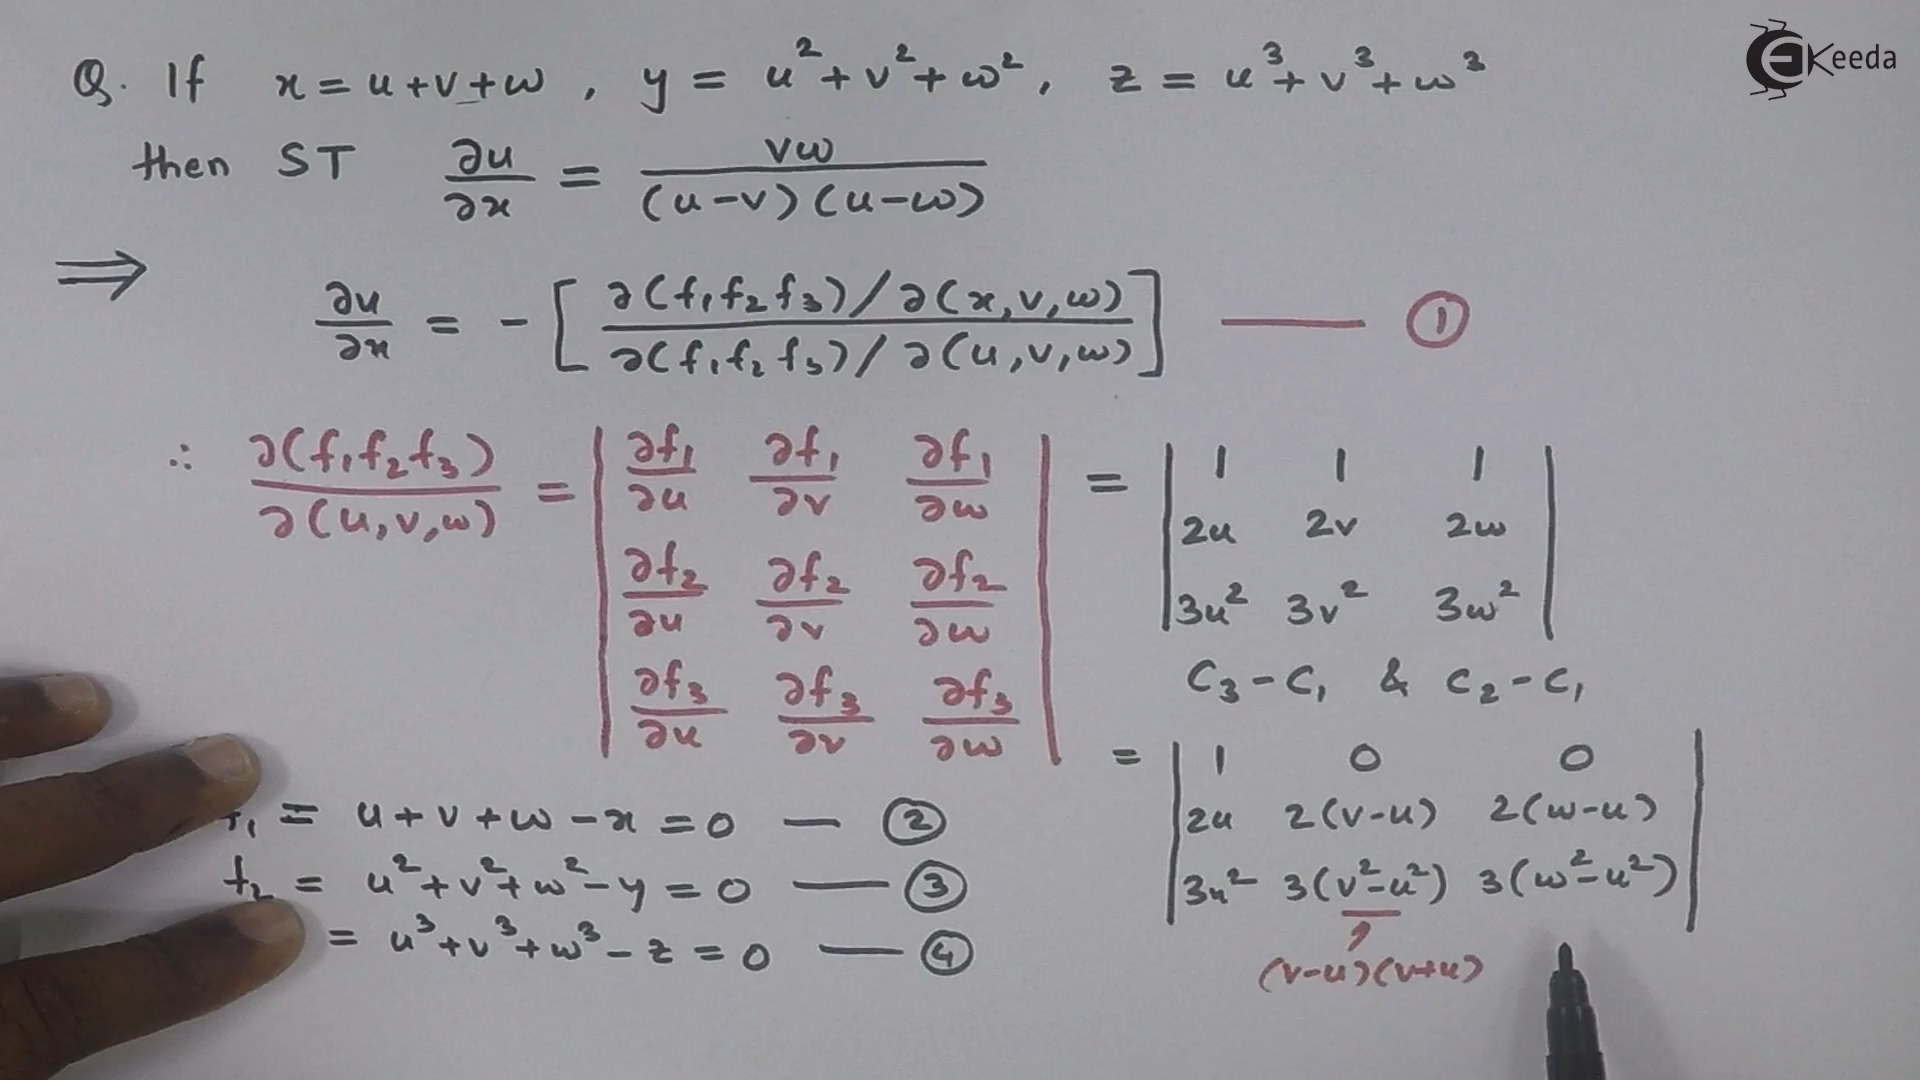 Q. If x = u+v+w , y = u²+v²+w², z = u³+v³+w³
Keeda
then ST ∂u/∂x = vw/(u-v)(u-w)
⟹
∂u/∂x = -[ ∂(f₁f₂f₃)/∂(x,v,w) / ∂(f₁f₂f₃)/∂(u,v,w) ] — ①
∴ ∂(f₁f₂f₃)/∂(u,v,w) = | ∂f₁/∂u ∂f₁/∂v ∂f₁/∂w | = | 1 1 1 |
| ∂f₂/∂u ∂f₂/∂v ∂f₂/∂w | | 2u 2v 2w |
| ∂f₃/∂u ∂f₃/∂v ∂f₃/∂w | | 3u² 3v² 3w² |
C₃-C₁ & C₂-C₁
= | 1 0 0 |
| 2u 2(v-u) 2(w-u) |
| 3u² 3(v²-u²) 3(w²-u²) |
(v-u)(v+u)
= u+v+w-x = 0 — ②
f₂ = u²+v²+w²-y = 0 — ③
= u³+v³+w³-z = 0 — ④